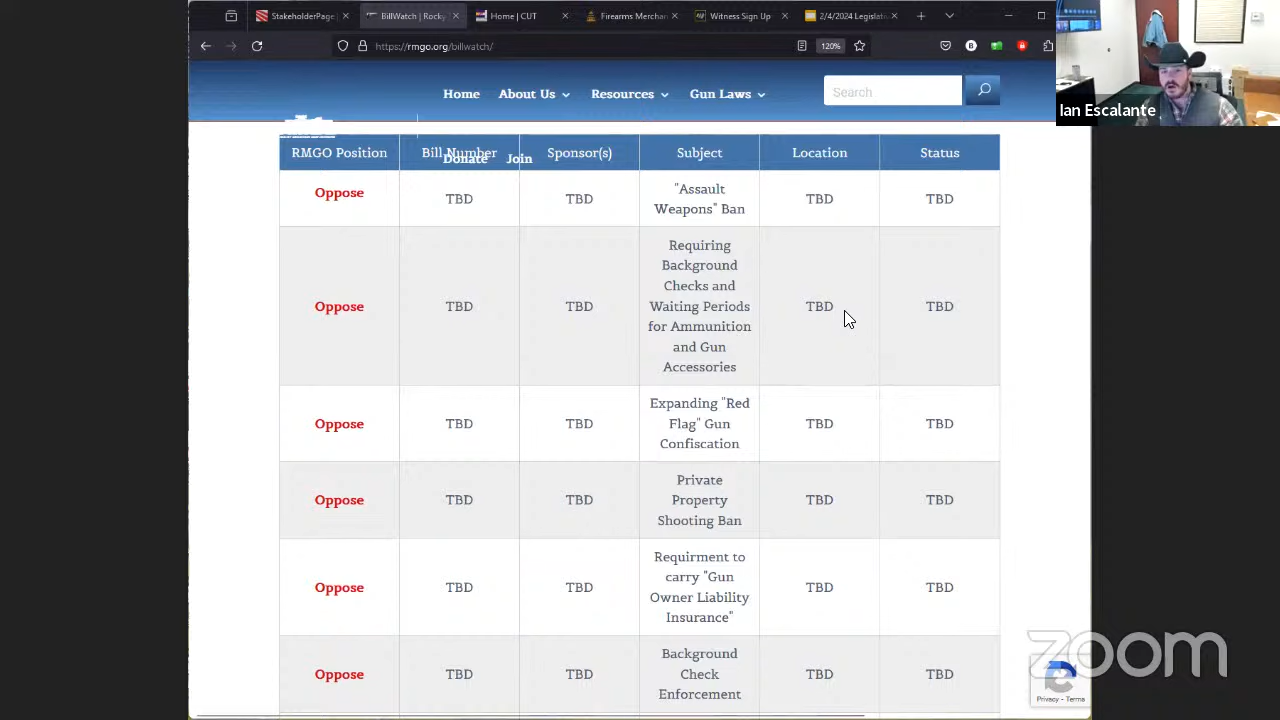 StakeholderPage
BillWatch | Rocky
Home | CUT
Firearms Merchan
Witness Sign Up
2/4/2024 Legislati
https://rmgo.org/billwatch/
120%
Home
About Us
Resources
Gun Laws
Search
Ian Escalante
Donate
Join
RMGO Position
Bill Number
Sponsor(s)
Subject
Location
Status
Oppose
TBD
TBD
"Assault
Weapons" Ban
TBD
TBD
Oppose
TBD
TBD
Requiring
Background
Checks and
Waiting Periods
for Ammunition
and Gun
Accessories
TBD
TBD
Oppose
TBD
TBD
Expanding "Red
Flag" Gun
Confiscation
TBD
TBD
Oppose
TBD
TBD
Private
Property
Shooting Ban
TBD
TBD
Oppose
TBD
TBD
Requirment to
carry "Gun
Owner Liability
Insurance"
TBD
TBD
Oppose
TBD
TBD
Background
Check
Enforcement
TBD
TBD
zoom
Privacy - Terms